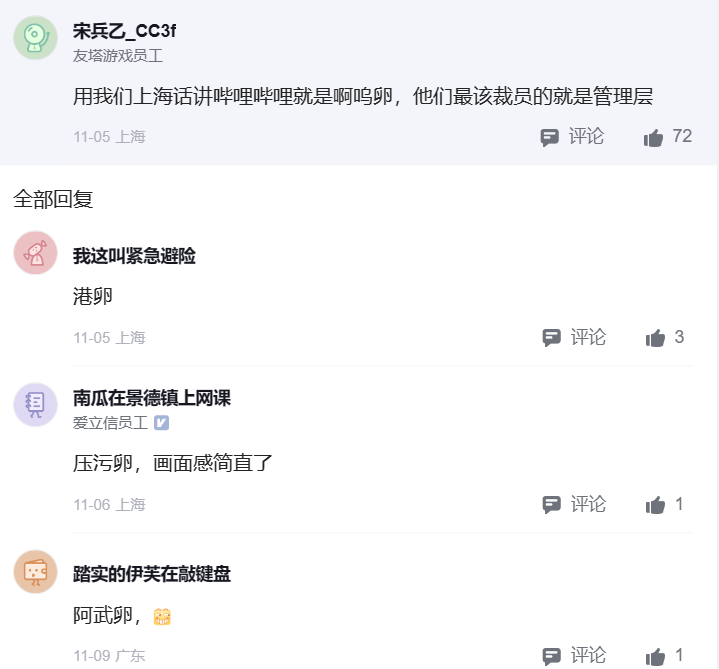 宋兵乙_CC3f
友塔游戏员工
用我们上海话讲哔哩哔哩就是啊呜卵，他们最该裁员的就是管理层
11-05 上海
评论
72
全部回复
我这叫紧急避险
港卵
11-05 上海
评论
3
南瓜在景德镇上网课
爱立信员工
压污卵，画面感简直了
11-06 上海
评论
1
踏实的伊芙在敲键盘
阿武卵，
11-09 广东
评论
1